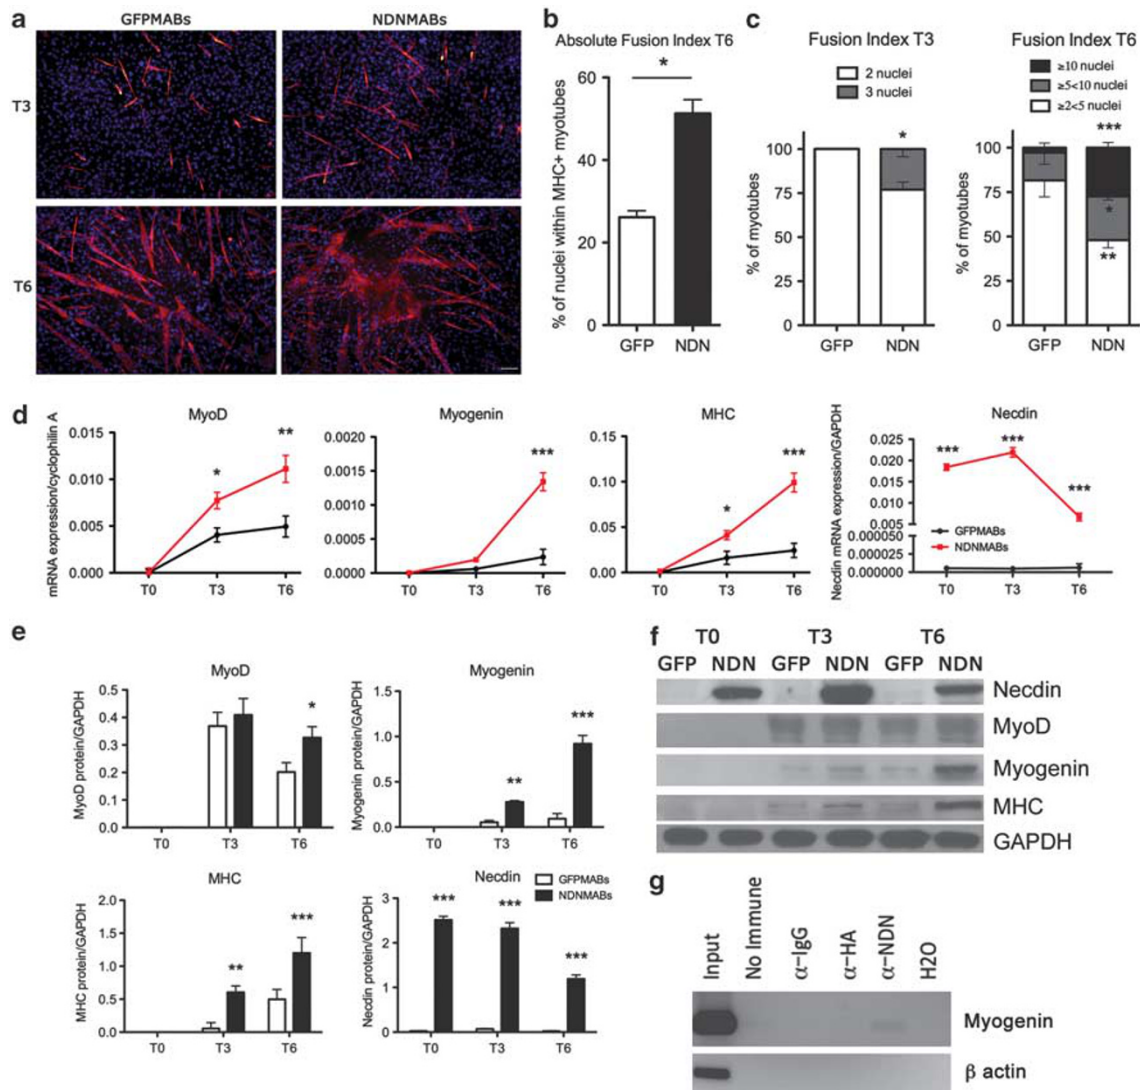 a
GFPMABs
NDNMABs
T3
T6
b
Absolute Fusion Index T6
% of nuclei within MHC+ myotubes
60
40
20
0
*
GFP
NDN
c
Fusion Index T3
2 nuclei
3 nuclei
% of myotubes
100
75
50
25
0
*
GFP
NDN
Fusion Index T6
≥10 nuclei
≥5<10 nuclei
≥2<5 nuclei
% of myotubes
100
75
50
25
0
***
*
**
GFP
NDN
d
mRNA expression/cyclophilin A
MyoD
0.015
0.010
0.005
0.000
*
**
T0
T3
T6
Myogenin
0.0020
0.0015
0.0010
0.0005
0.0000
***
T0
T3
T6
MHC
0.15
0.10
0.05
0.00
*
***
T0
T3
T6
Necdin
Necdin mRNA expression/GAPDH
0.025
0.020
0.015
0.010
0.005
0.000050
0.000025
0.000000
***
***
***
GFPMABs
NDNMABs
T0
T3
T6
e
MyoD
MyoD protein/GAPDH
0.5
0.4
0.3
0.2
0.1
0.0
*
T0
T3
T6
Myogenin
Myogenin protein/GAPDH
1.5
1.0
0.5
0.0
**
***
T0
T3
T6
MHC
MHC protein/GAPDH
2.0
1.5
1.0
0.5
0.0
**
***
T0
T3
T6
Necdin
Necdin protein/GAPDH
3
2
1
0
***
***
***
GFPMABs
NDNMABs
T0
T3
T6
f
T0 T3 T6
GFP NDN GFP NDN GFP NDN
Necdin
MyoD
Myogenin
MHC
GAPDH
g
Input
No Immune
α-IgG
α-HA
α-NDN
H2O
Myogenin
β actin